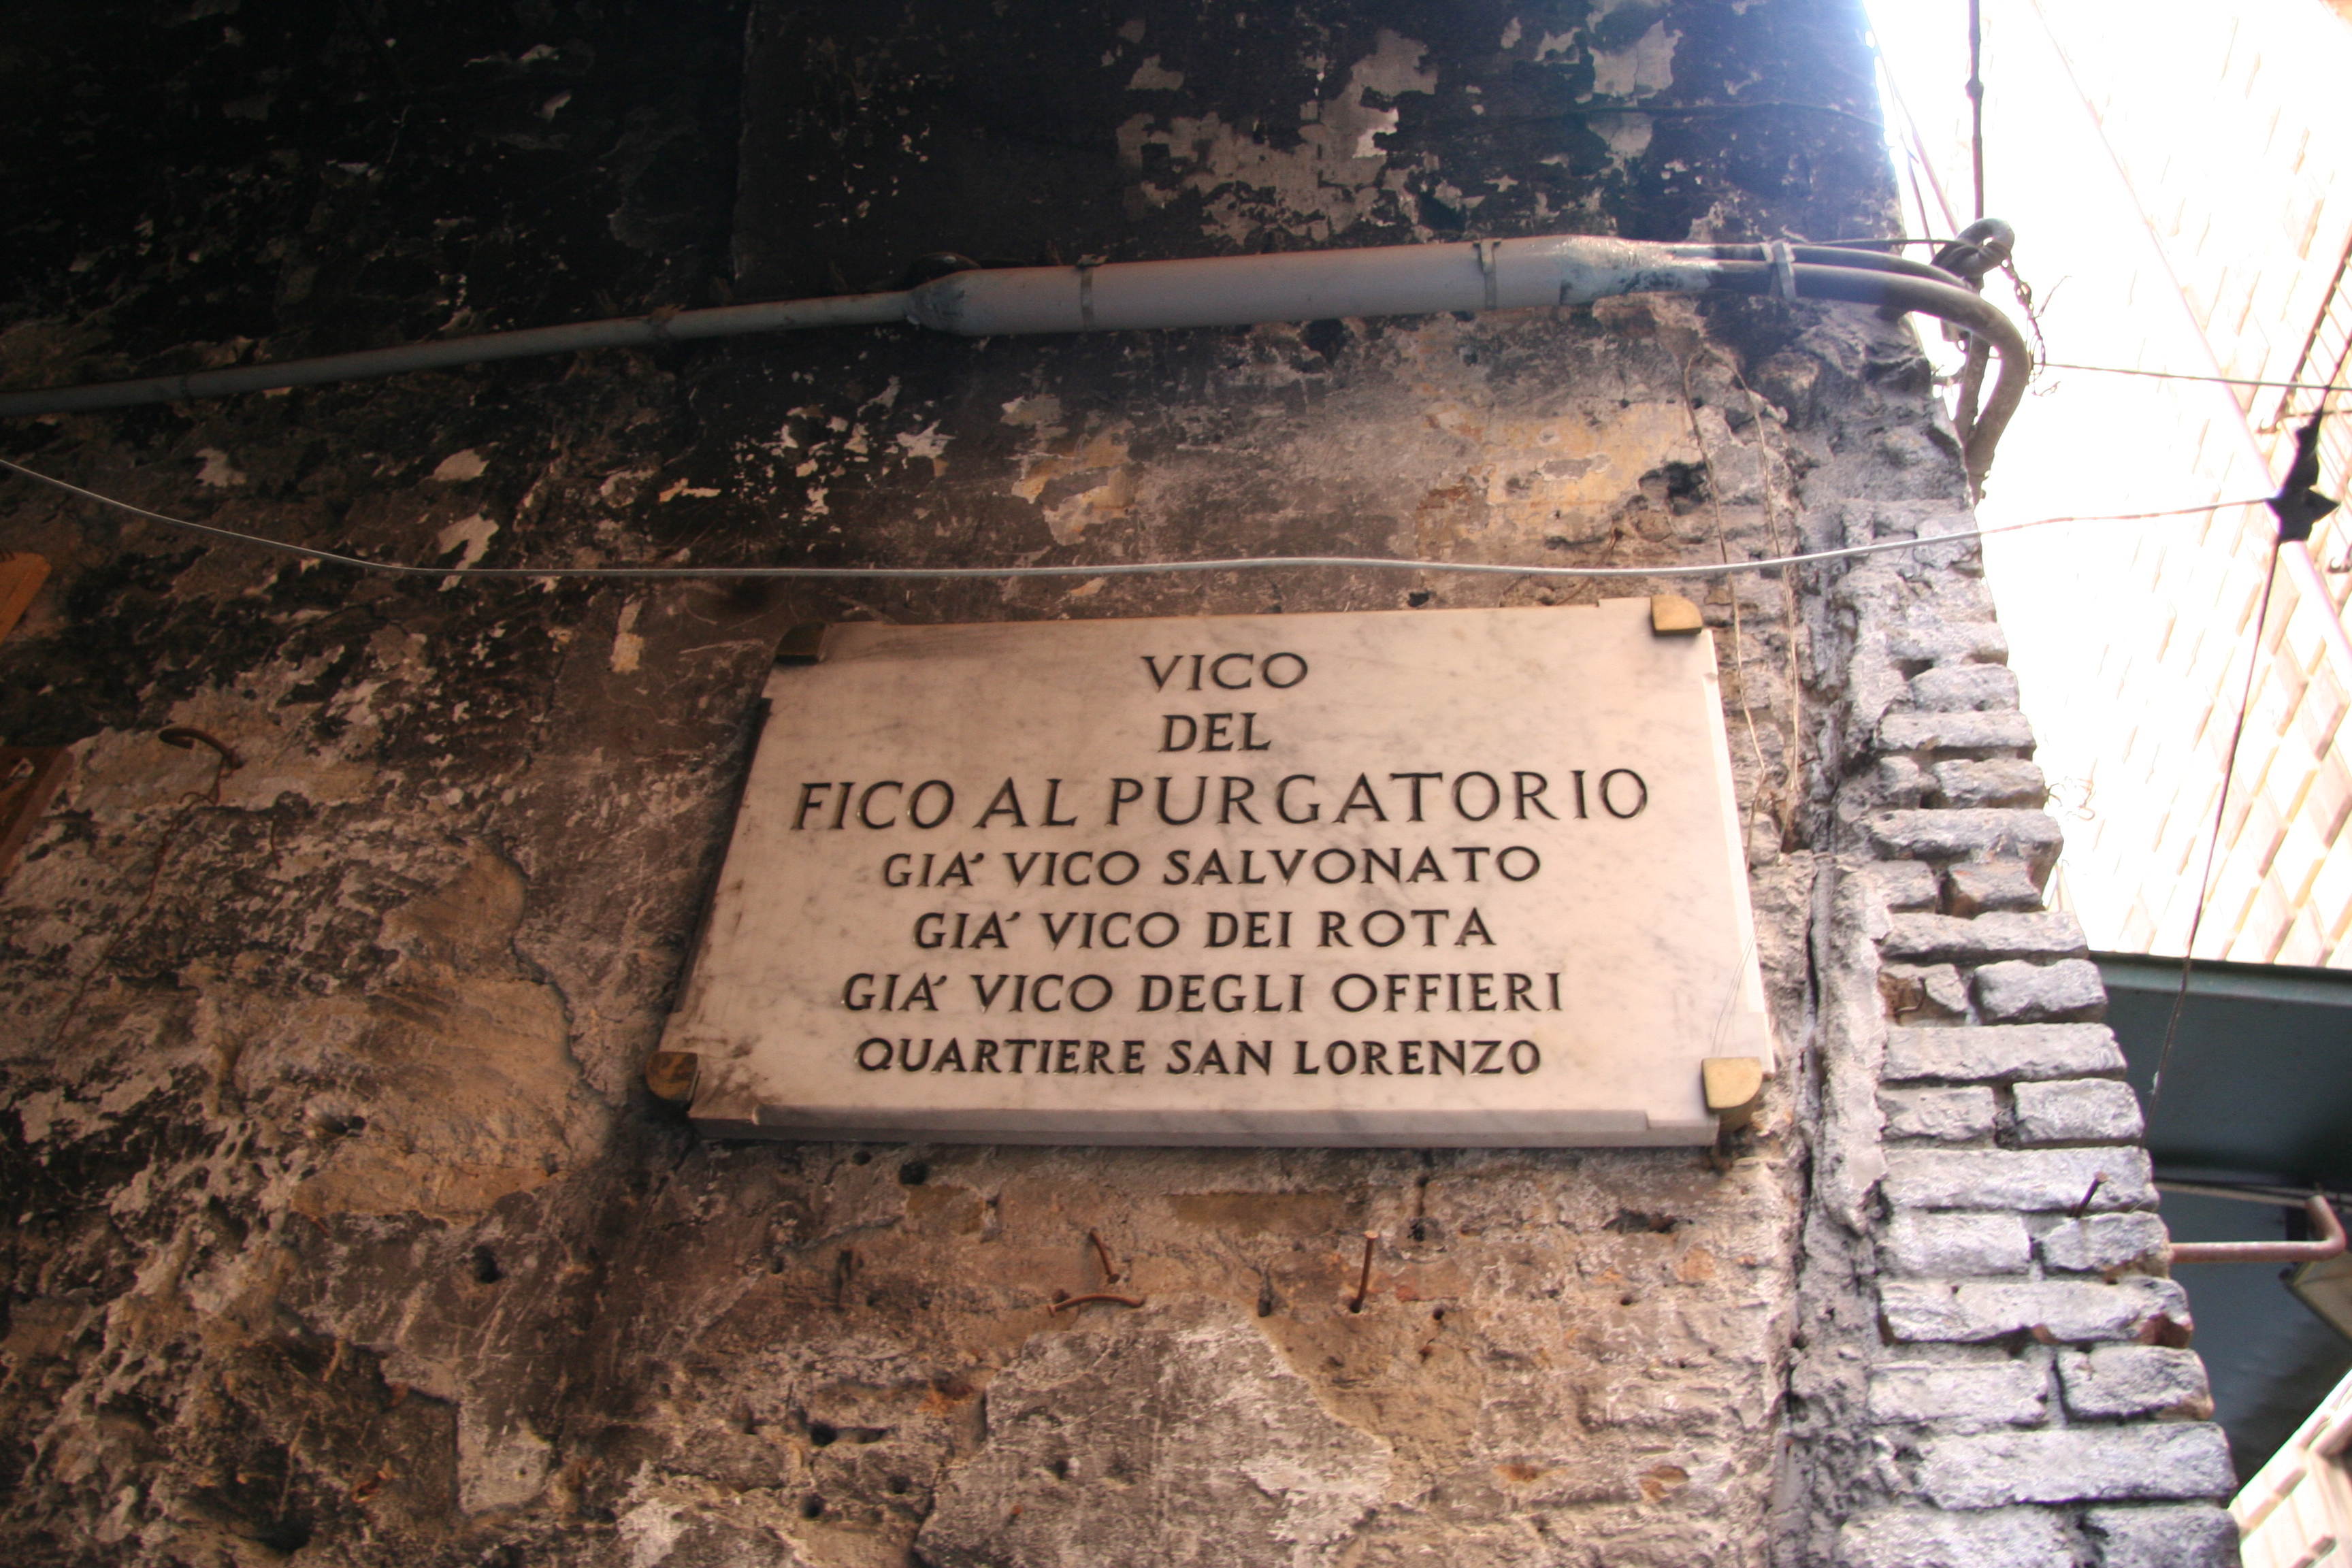 VICO
DEL
FICO AL PURGATORIO
GIA' VICO SALVONATO
GIA' VICO DEI ROTA
GIA' VICO DEGLI OFFIERI
QUARTIERE SAN LORENZO